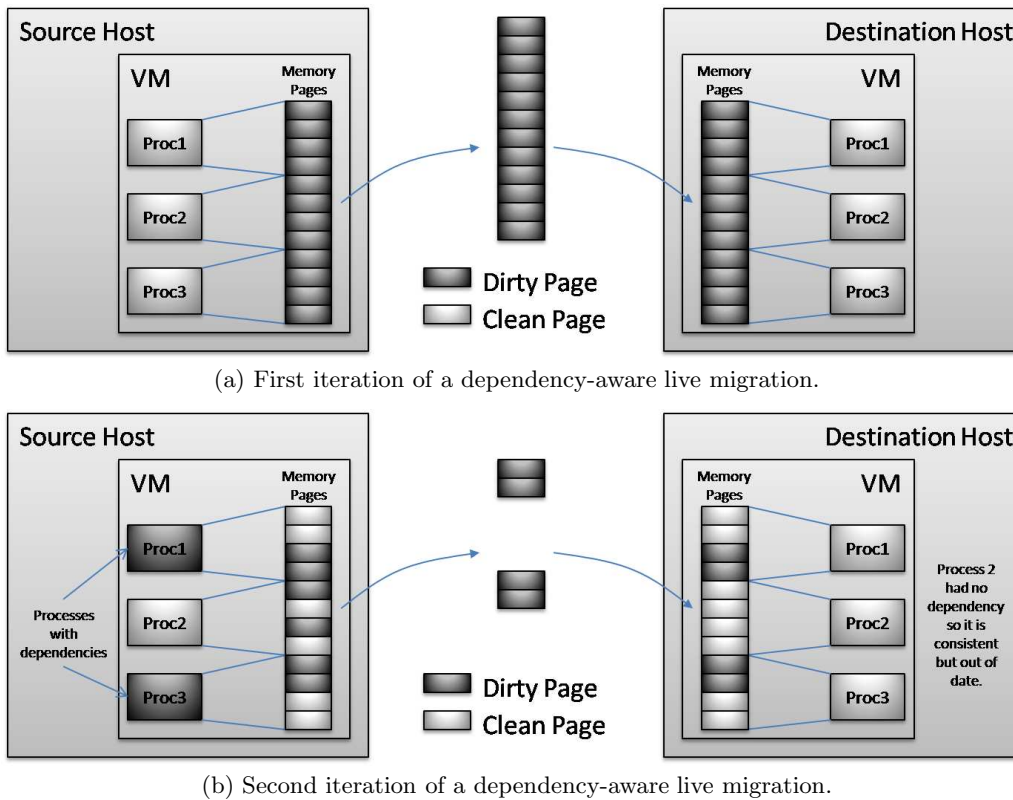 Source Host
Destination Host
VM
Memory
Pages
Memory
Pages
VM
Proc1
Proc1
Proc2
Proc2
Proc3
Proc3
Dirty Page
Clean Page
(a) First iteration of a dependency-aware live migration.
Source Host
Destination Host
VM
Memory
Pages
Memory
Pages
VM
Proc1
Proc1
Processes
with
dependencies
Proc2
Proc2
Process 2
had no
dependency
so it is
consistent
but out of
date.
Proc3
Proc3
Dirty Page
Clean Page
(b) Second iteration of a dependency-aware live migration.